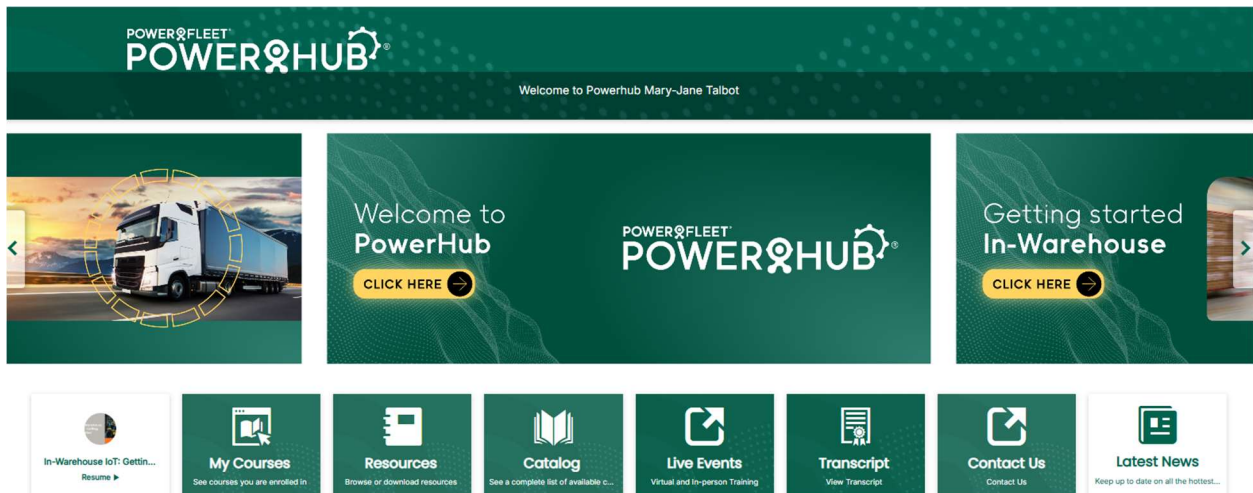 POWERFLEET
POWERHUB®
Welcome to Powerhub Mary-Jane Talbot
Welcome to
PowerHub
CLICK HERE
POWERFLEET
POWERHUB®
Getting started
In-Warehouse
CLICK HERE
In-Warehouse IoT: Gettin...
Resume
My Courses
See courses you are enrolled in
Resources
Browse or download resources
Catalog
See a complete list of available c...
Live Events
Virtual and In-person Training
Transcript
View Transcript
Contact Us
Contact Us
Latest News
Keep up to date on all the hottest...